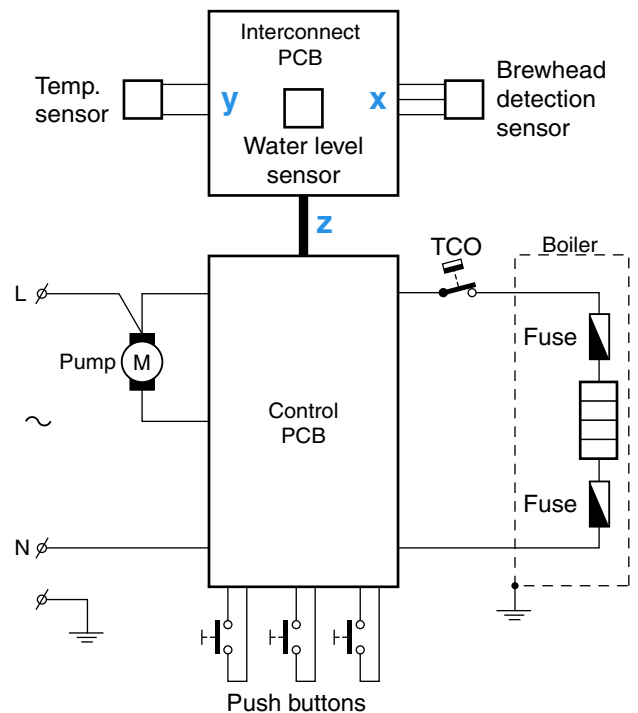 Interconnect
PCB
Temp.
sensor
y
x
Brewhead
detection
sensor
Water level
sensor
z
TCO
Boiler
L
Fuse
Pump
M
Control
PCB
Fuse
N
Push buttons